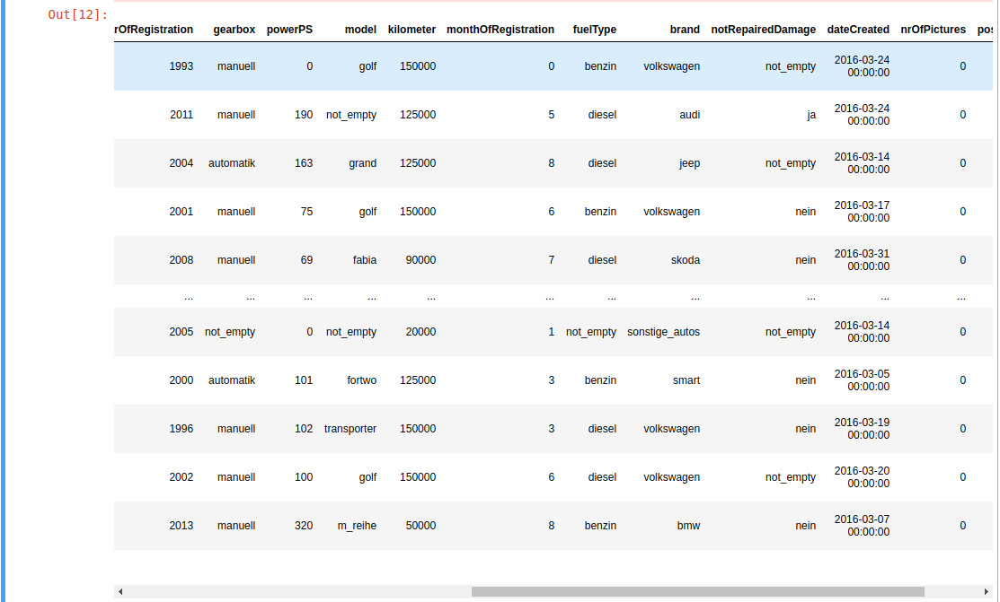 Out[12]:
rOfRegistration gearbox powerPS model kilometer monthOfRegistration fuelType brand notRepairedDamage dateCreated nrOfPictures pos
1993 manuell 0 golf 150000 0 benzin volkswagen not_empty 2016-03-24 00:00:00 0
2011 manuell 190 not_empty 125000 5 diesel audi ja 2016-03-24 00:00:00 0
2004 automatik 163 grand 125000 8 diesel jeep not_empty 2016-03-14 00:00:00 0
2001 manuell 75 golf 150000 6 benzin volkswagen nein 2016-03-17 00:00:00 0
2008 manuell 69 fabia 90000 7 diesel skoda nein 2016-03-31 00:00:00 0
... ... ... ... ... ... ... ... ... ... ...
2005 not_empty 0 not_empty 20000 1 not_empty sonstige_autos not_empty 2016-03-14 00:00:00 0
2000 automatik 101 fortwo 125000 3 benzin smart nein 2016-03-05 00:00:00 0
1996 manuell 102 transporter 150000 3 diesel volkswagen nein 2016-03-19 00:00:00 0
2002 manuell 100 golf 150000 6 diesel volkswagen not_empty 2016-03-20 00:00:00 0
2013 manuell 320 m_reihe 50000 8 benzin bmw nein 2016-03-07 00:00:00 0